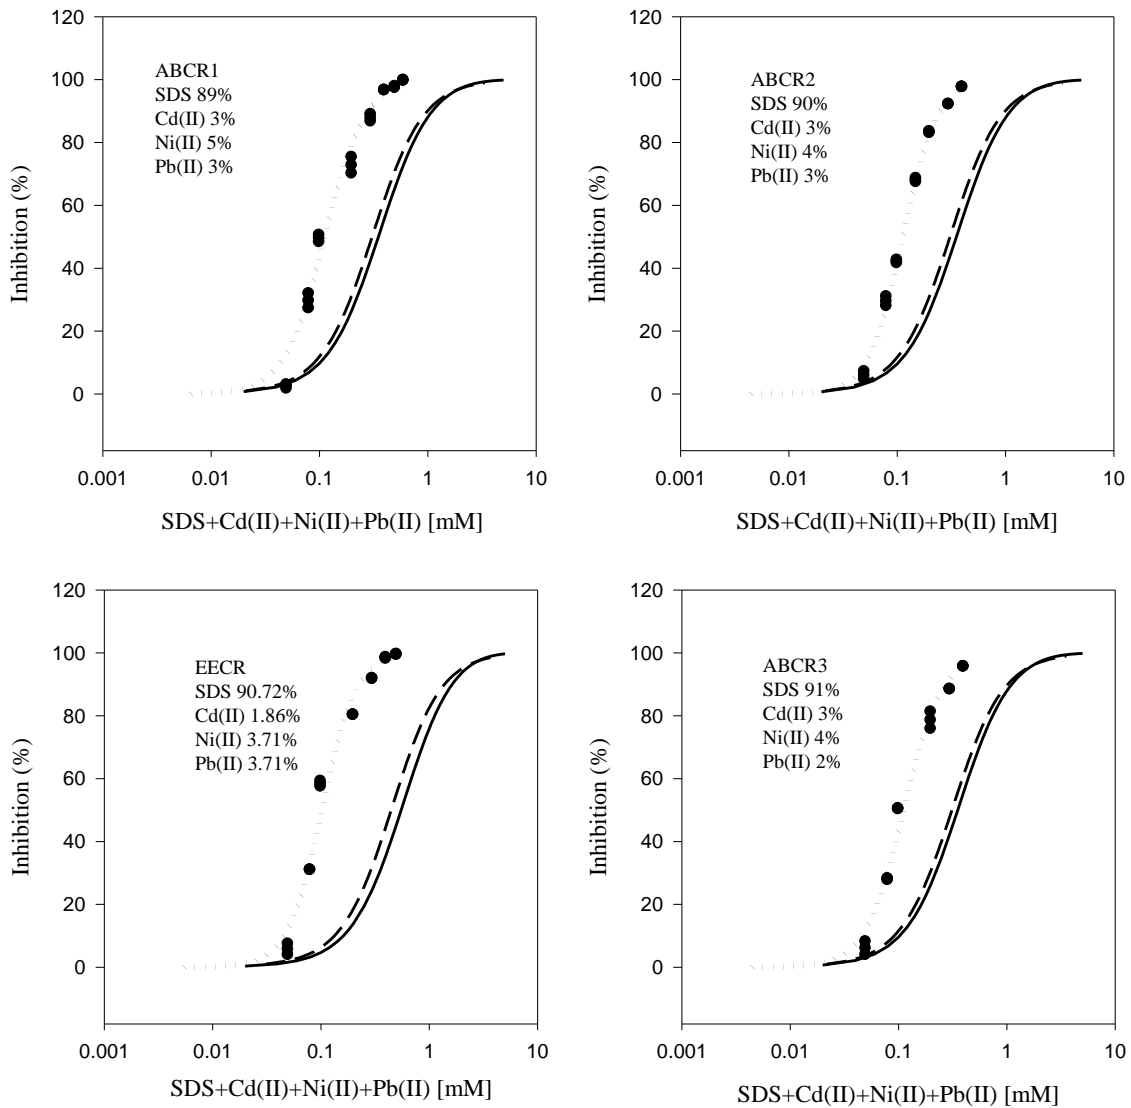 120
100
80
60
40
20
0
Inhibition (%)
ABCR1
SDS 89%
Cd(II) 3%
Ni(II) 5%
Pb(II) 3%
0.001
0.01
0.1
1
10
SDS+Cd(II)+Ni(II)+Pb(II) [mM]
120
100
80
60
40
20
0
Inhibition (%)
ABCR2
SDS 90%
Cd(II) 3%
Ni(II) 4%
Pb(II) 3%
0.001
0.01
0.1
1
10
SDS+Cd(II)+Ni(II)+Pb(II) [mM]
120
100
80
60
40
20
0
Inhibition (%)
EECR
SDS 90.72%
Cd(II) 1.86%
Ni(II) 3.71%
Pb(II) 3.71%
0.001
0.01
0.1
1
10
SDS+Cd(II)+Ni(II)+Pb(II) [mM]
120
100
80
60
40
20
0
Inhibition (%)
ABCR3
SDS 91%
Cd(II) 3%
Ni(II) 4%
Pb(II) 2%
0.001
0.01
0.1
1
10
SDS+Cd(II)+Ni(II)+Pb(II) [mM]